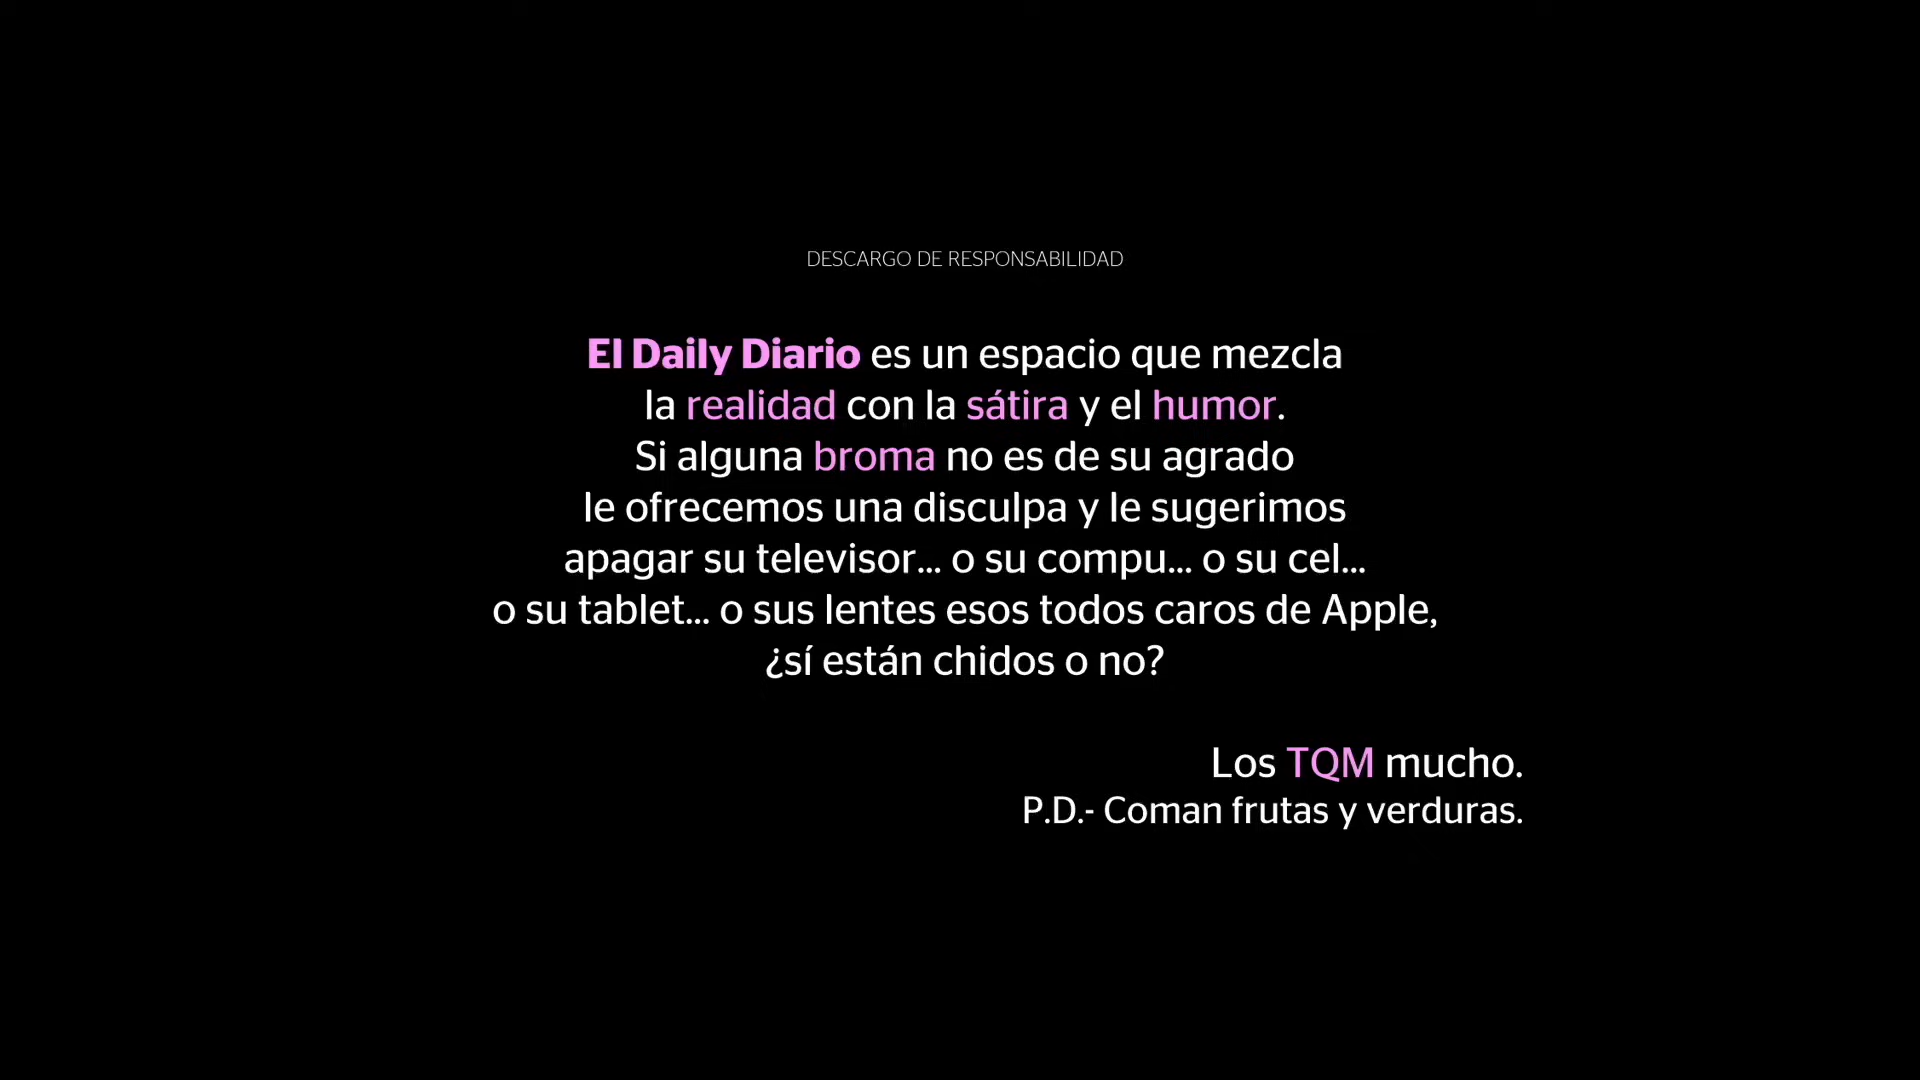 DESCARGO DE RESPONSABILIDAD
El Daily Diario es un espacio que mezcla
la realidad con la sátira y el humor.
Si alguna broma no es de su agrado
le ofrecemos una disculpa y le sugerimos
apagar su televisor... o su compu... o su cel...
o su tablet... o sus lentes esos todos caros de Apple,
¿sí están chidos o no?
Los TQM mucho.
P.D.- Coman frutas y verduras.